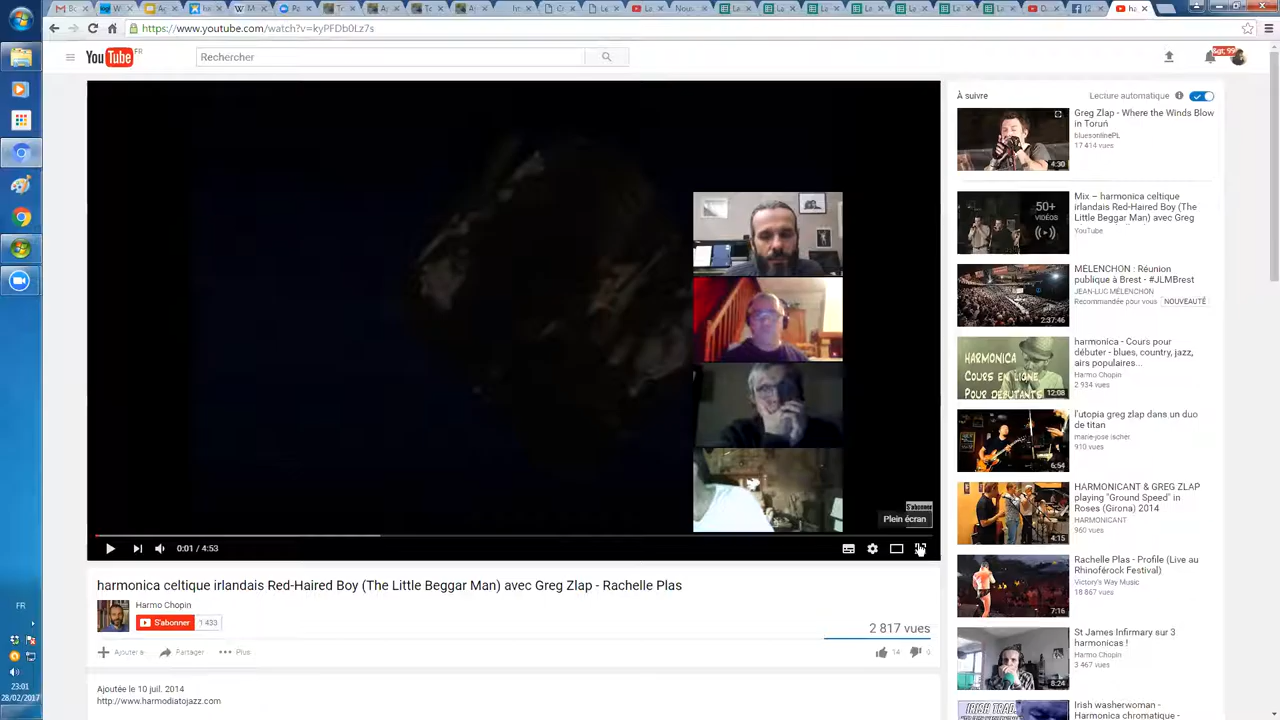 https://www.youtube.com/watch?v=kyPFDb0Lz7s
YouTube FR
Rechercher
À suivre
Lecture automatique
Greg Zlap - Where the Winds Blow
in Toruń
bluesonlinePL
17 414 vues
4:30
50+
VIDÉOS
Mix – harmonica celtique
irlandais Red-Haired Boy (The
Little Beggar Man) avec Greg
YouTube
MÉLENCHON : Réunion
publique à Brest - #JLMBrest
JEAN-LUC MÉLENCHON
Recommandée pour vous NOUVEAUTÉ
2:37:46
HARMONICA
COURS EN LIGNE
POUR DÉBUTANTS
12:08
harmonica - Cours pour
débuter - blues, country, jazz,
airs populaires...
Harmo Chopin
2 934 vues
l'utopia greg zlap dans un duo
de titan
marie-jose ischer
910 vues
6:54
HARMONICANT & GREG ZLAP
playing "Ground Speed" in
Roses (Girona) 2014
HARMONICANT
960 vues
4:15
Rachelle Plas - Profile (Live au
Rhinoférock Festival)
Victory's Way Music
18 867 vues
7:16
St James Infirmary sur 3
harmonicas !
Harmo Chopin
3 467 vues
8:24
Irish washerwoman -
Harmonica chromatique -
S'abonner
Plein écran
0:01 / 4:53
harmonica celtique irlandais Red-Haired Boy (The Little Beggar Man) avec Greg Zlap - Rachelle Plas
Harmo Chopin
S'abonner 1 433
2 817 vues
Ajouter à Partager Plus
14 0
Ajoutée le 10 juil. 2014
http://www.harmodiatojazz.com
FR
23:01
28/02/2017